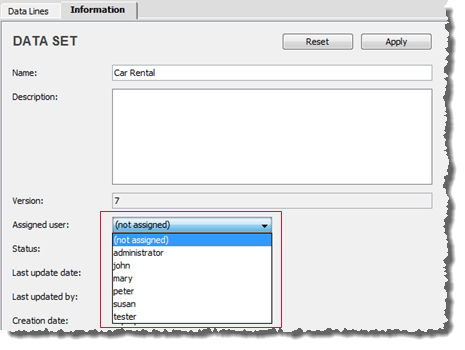 Data Lines Information
DATA SET Reset Apply
Name: Car Rental
Description:
Version: 7
Assigned user: (not assigned)
(not assigned)
Status: administrator
john
Last update date: mary
peter
Last updated by: susan
tester
Creation date: